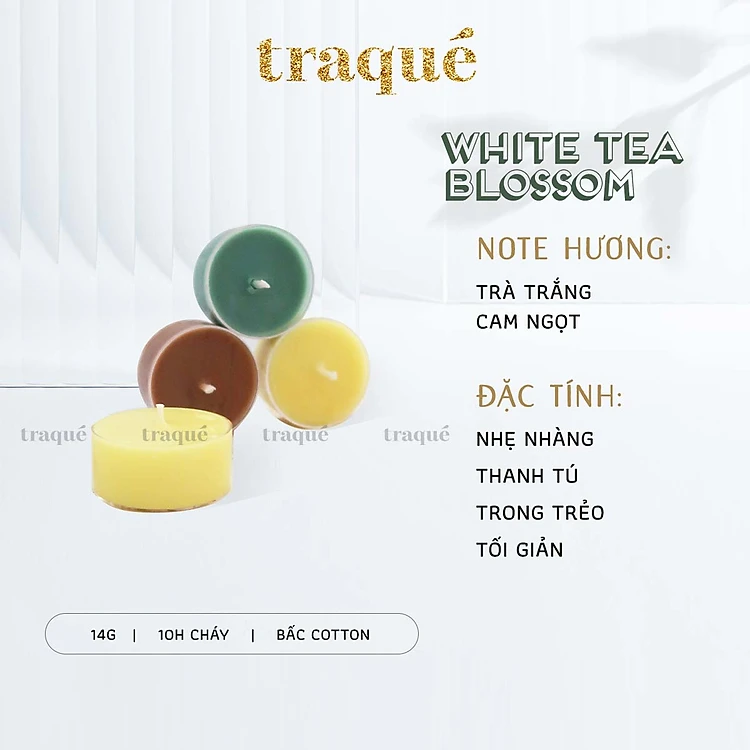 traqué
WHITE TEA
BLOSSOM
NOTE HƯƠNG:
TRÀ TRẮNG
CAM NGỌT
ĐẶC TÍNH:
NHẸ NHÀNG
THANH TÚ
TRONG TRẺO
TỐI GIẢN
traqué traqué traqué traqué
14G | 10H CHÁY | BẤC COTTON